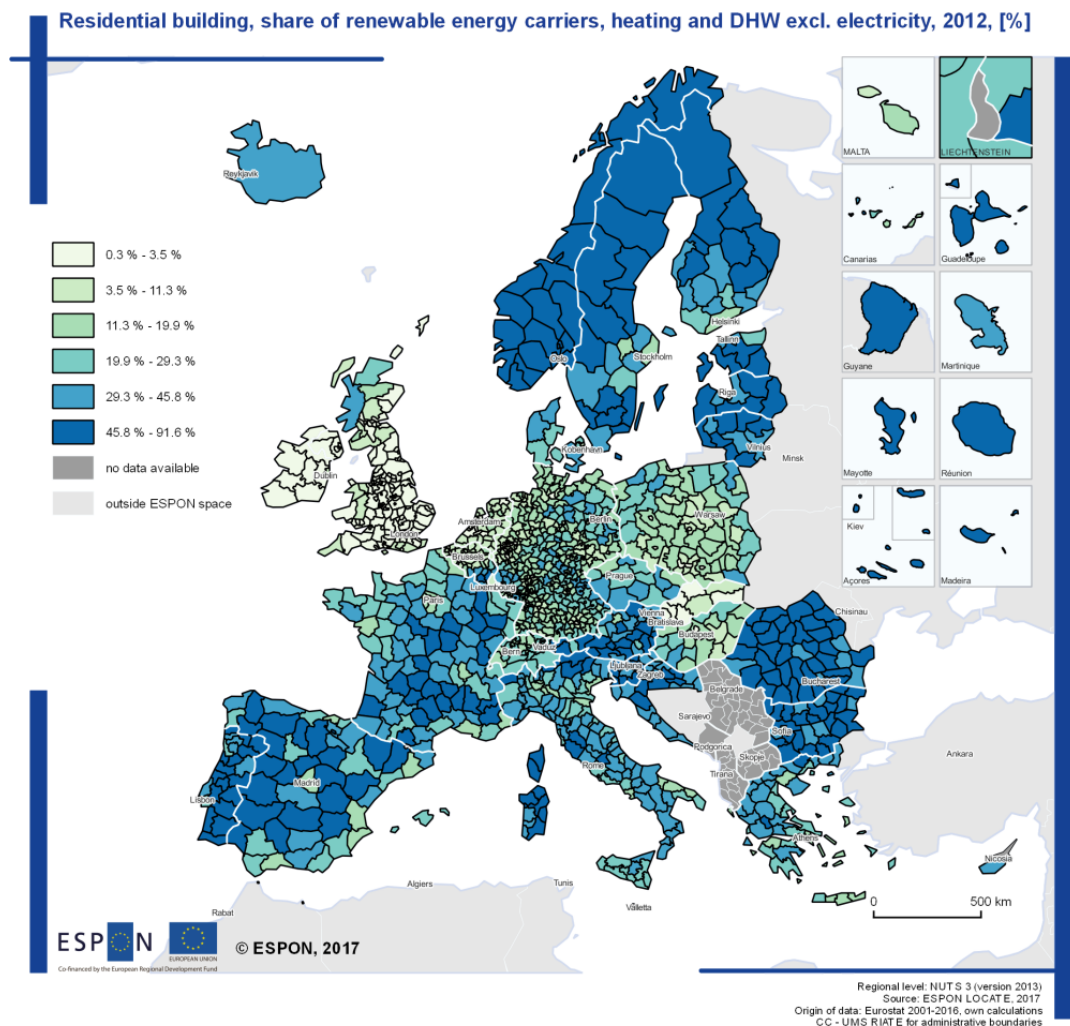 Residential building, share of renewable energy carriers, heating and DHW excl. electricity, 2012, [%]
MALTA
LIECHTENSTEIN
Reykjavik
Canarias
Guadeloupe
0.3 % - 3.5 %
3.5 % - 11.3 %
11.3 % - 19.9 %
19.9 % - 29.3 %
29.3 % - 45.8 %
45.8 % - 91.6 %
no data available
outside ESPON space
Helsinki
Tallinn
Oslo
Stockholm
Guyane
Martinique
Riga
Vilnius
Minsk
København
Mayotte
Réunion
Dublin
London
Amsterdam
Berlin
Warsaw
Brussels
Kiev
Açores
Madeira
Luxembourg
Prague
Paris
Vienna
Bratislava
Budapest
Chisinau
Bern
Vaduz
Ljubljana
Zagreb
Bucharest
Belgrade
Sarajevo
Sofia
Podgorica
Skopje
Tirana
Rome
Ankara
Madrid
Lisbon
Athens
Nicosia
Algiers
Tunis
Valletta
Rabat
0 500 km
ESPON
EUROPEAN UNION
Co-financed by the European Regional Development Fund
© ESPON, 2017
Regional level: NUTS 3 (version 2013)
Source: ESPON LOCATE, 2017
Origin of data: Eurostat 2001-2016, own calculations
CC - UMS RIATE for administrative boundaries